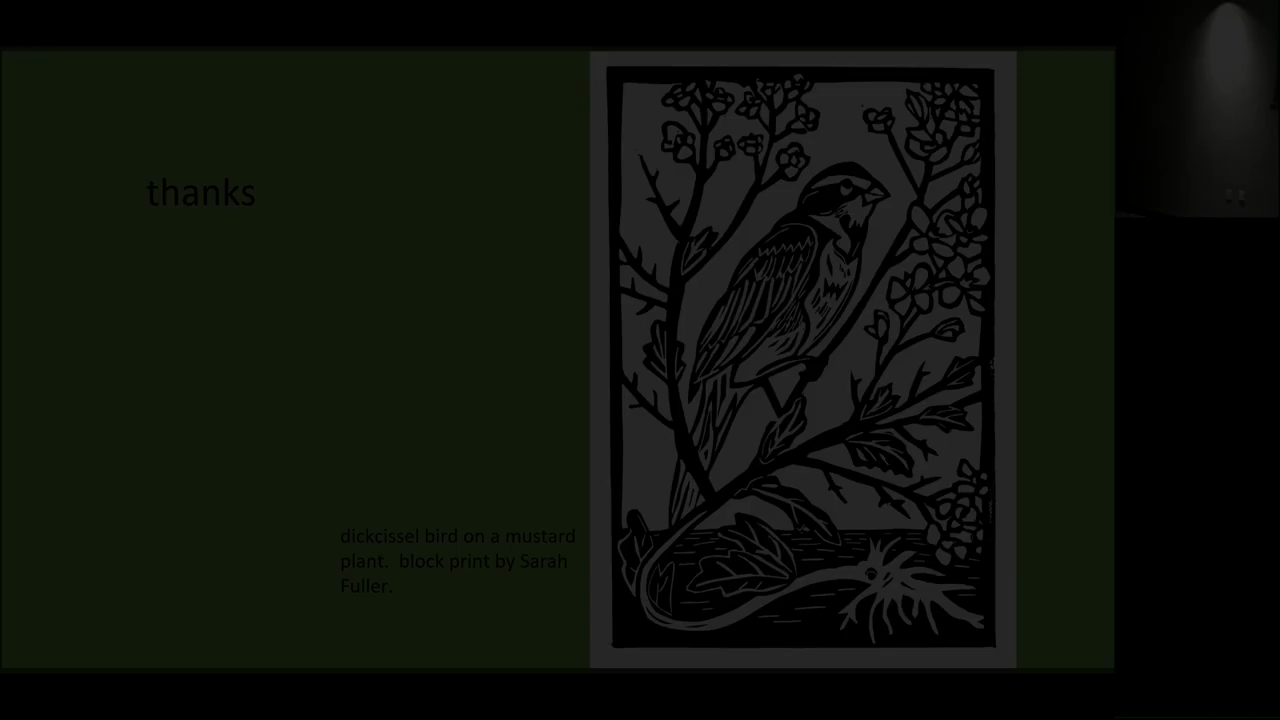 thanks
dickcissel bird on a mustard
plant.  block print by Sarah
Fuller.